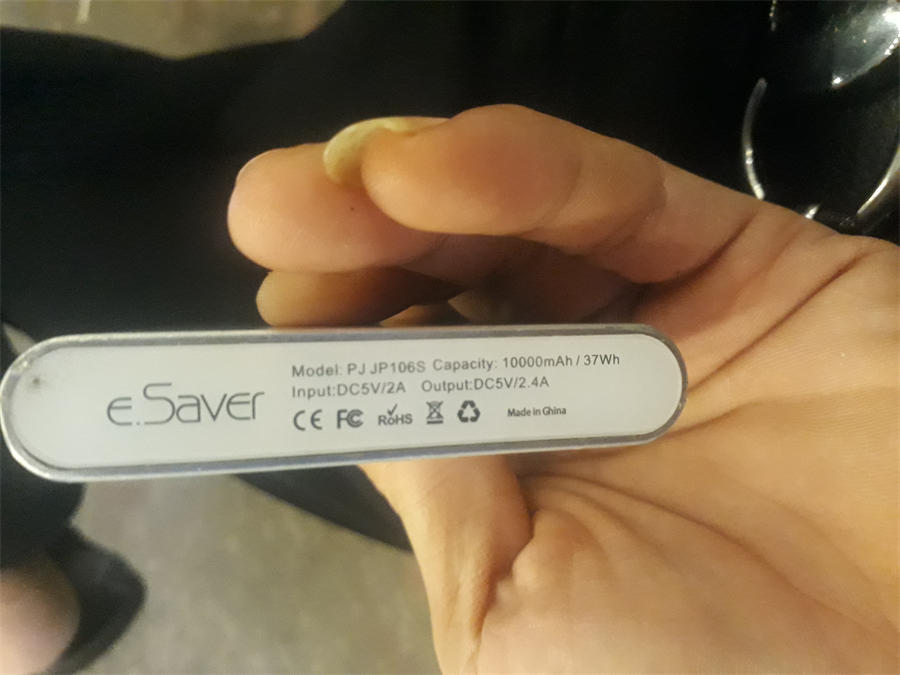 e.Saver
Model: PJ JP106S Capacity: 10000mAh / 37Wh
Input:DC5V/2A Output:DC5V/2.4A
CE FC RoHS Made in China